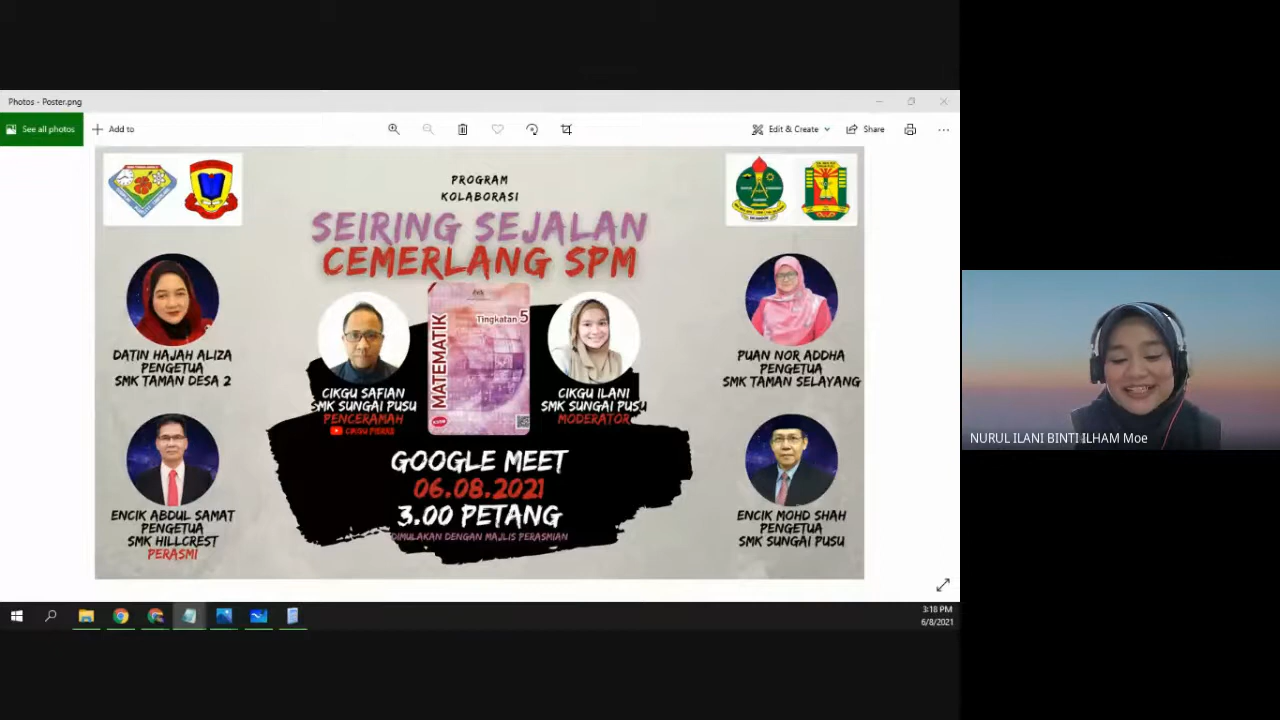 Photos - Poster.png
See all photos
Add to
Edit & Create
Share
PROGRAM
KOLABORASI
SEIRING SEJALAN
CEMERLANG SPM
DATIN HAJAH ALIZA
PENGETUA
SMK TAMAN DESA 2
CIKGU SAFIAN
SMK SUNGAI PUSU
PENCERAMAH
CIKGU PIERRE
MATEMATIK
Tingkatan 5
CIKGU ILANI
SMK SUNGAI PUSU
MODERATOR
PUAN NOR ADDHA
PENGETUA
SMK TAMAN SELAYANG
ENCIK ABDUL SAMAT
PENGETUA
SMK HILLCREST
PERASMI
GOOGLE MEET
06.08.2021
3.00 PETANG
DIMULAKAN DENGAN MAJLIS PERASMIAN
ENCIK MOHD SHAH
PENGETUA
SMK SUNGAI PUSU
NURUL ILANI BINTI ILHAM Moe
3:18 PM
6/8/2021